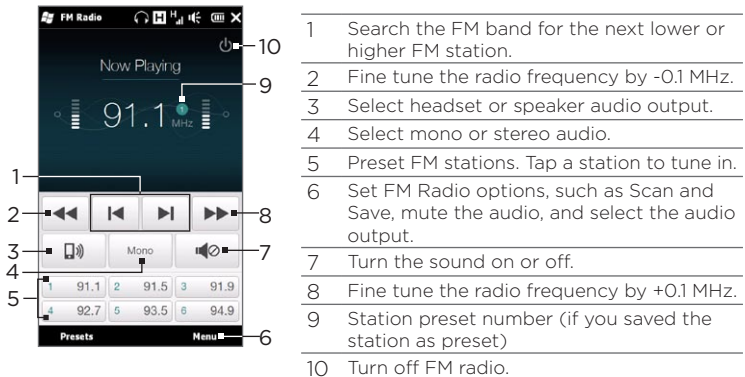 FM Radio
H H
10
Now Playing
9
1
91.1 MHz
1
2
8
3
Mono
7
4
5
1 91.1 2 91.5 3 91.9
4 92.7 5 93.5 6 94.9
Presets Menu
6
1 Search the FM band for the next lower or
higher FM station.
2 Fine tune the radio frequency by -0.1 MHz.
3 Select headset or speaker audio output.
4 Select mono or stereo audio.
5 Preset FM stations. Tap a station to tune in.
6 Set FM Radio options, such as Scan and
Save, mute the audio, and select the audio
output.
7 Turn the sound on or off.
8 Fine tune the radio frequency by +0.1 MHz.
9 Station preset number (if you saved the
station as preset)
10 Turn off FM radio.